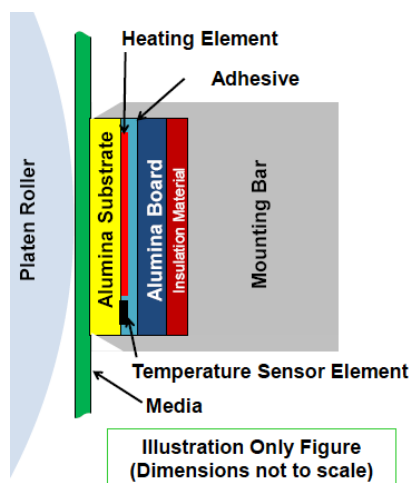 Heating Element
Adhesive
Platen Roller
Alumina Substrate
Alumina Board
Insulation Material
Mounting Bar
Temperature Sensor Element
Media
Illustration Only Figure
(Dimensions not to scale)